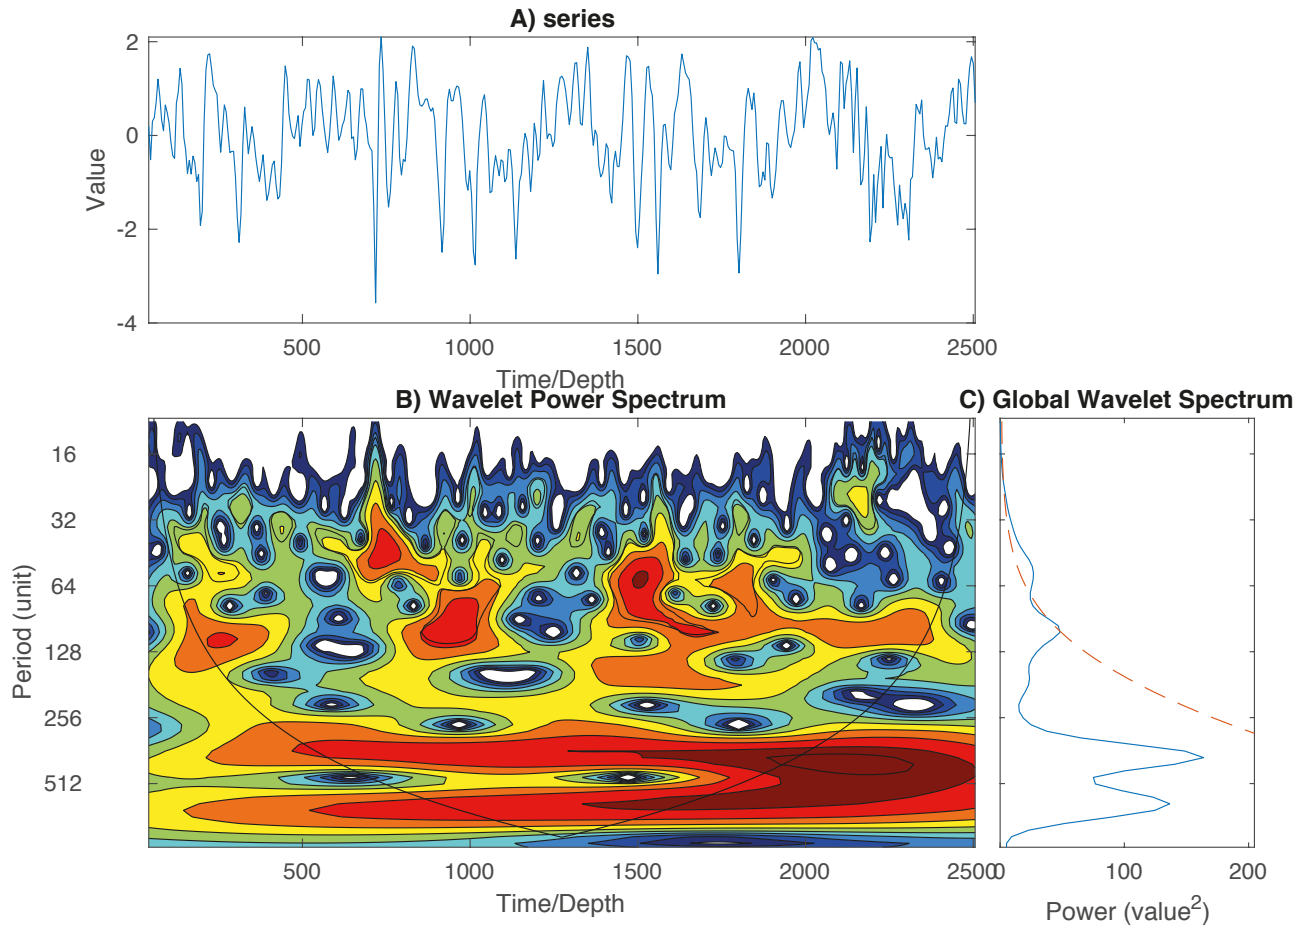 A) series
2
0
-2
-4
Value
500
1000
1500
2000
2500
Time/Depth
B) Wavelet Power Spectrum
16
32
64
128
256
512
Period (unit)
500
1000
1500
2000
2500
Time/Depth
C) Global Wavelet Spectrum
0
100
200
Power (value²)